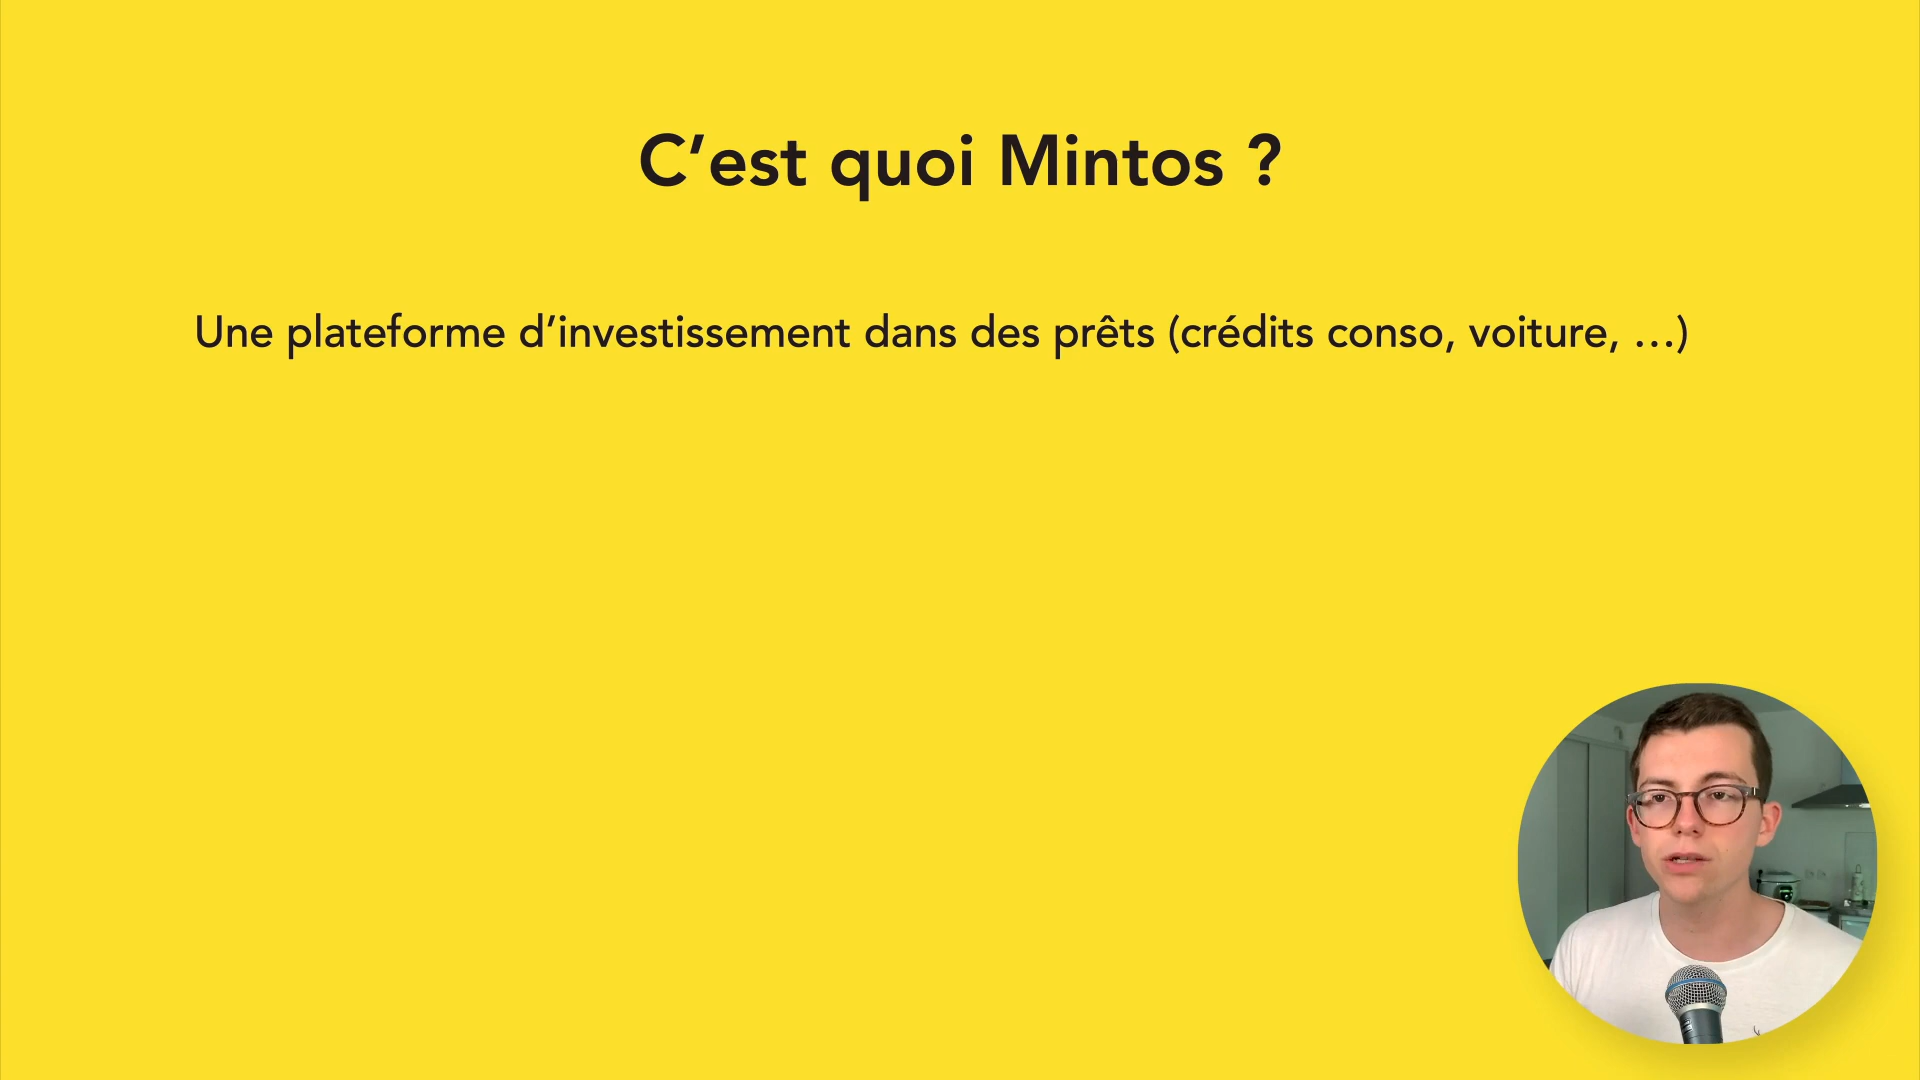 C’est quoi Mintos ?
Une plateforme d’investissement dans des prêts (crédits conso, voiture, …)